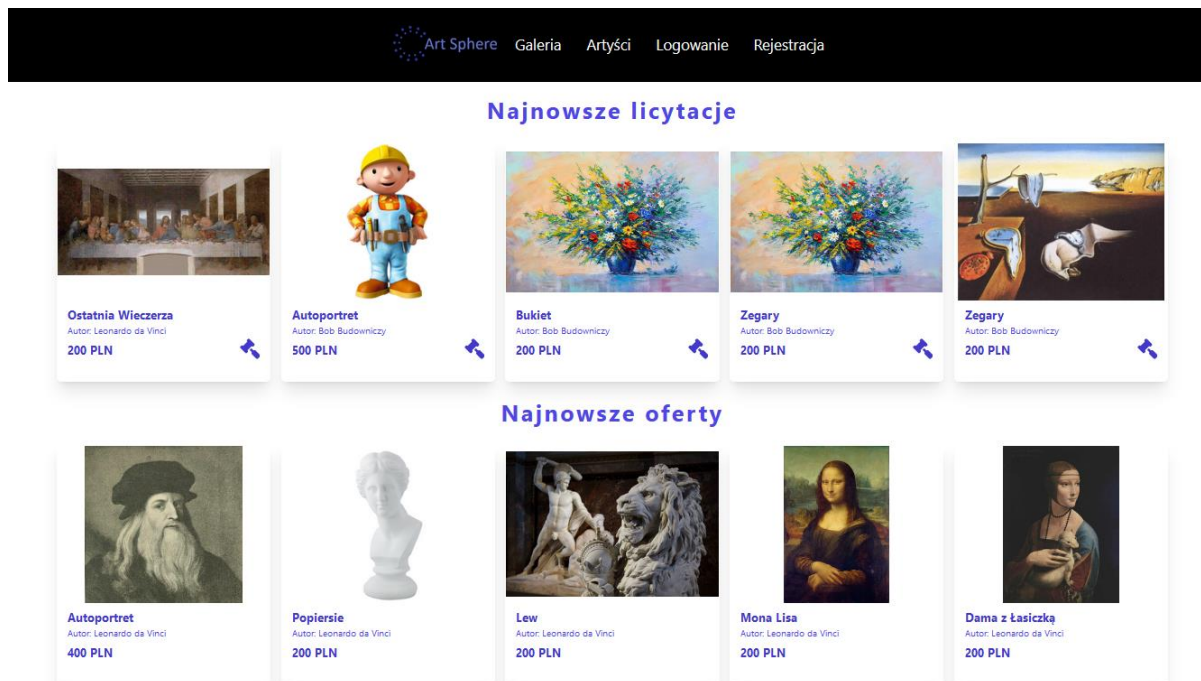 Art Sphere Galeria Artyści Logowanie Rejestracja
Najnowsze licytacje
Ostatnia Wieczerza
Autor: Leonardo da Vinci
200 PLN
Autoportret
Autor: Bob Budowniczy
500 PLN
Bukiet
Autor: Bob Budowniczy
200 PLN
Zegary
Autor: Bob Budowniczy
200 PLN
Zegary
Autor: Bob Budowniczy
200 PLN
Najnowsze oferty
Autoportret
Autor: Leonardo da Vinci
400 PLN
Popiersie
Autor: Leonardo da Vinci
200 PLN
Lew
Autor: Leonardo da Vinci
200 PLN
Mona Lisa
Autor: Leonardo da Vinci
200 PLN
Dama z Łasiczką
Autor: Leonardo da Vinci
200 PLN